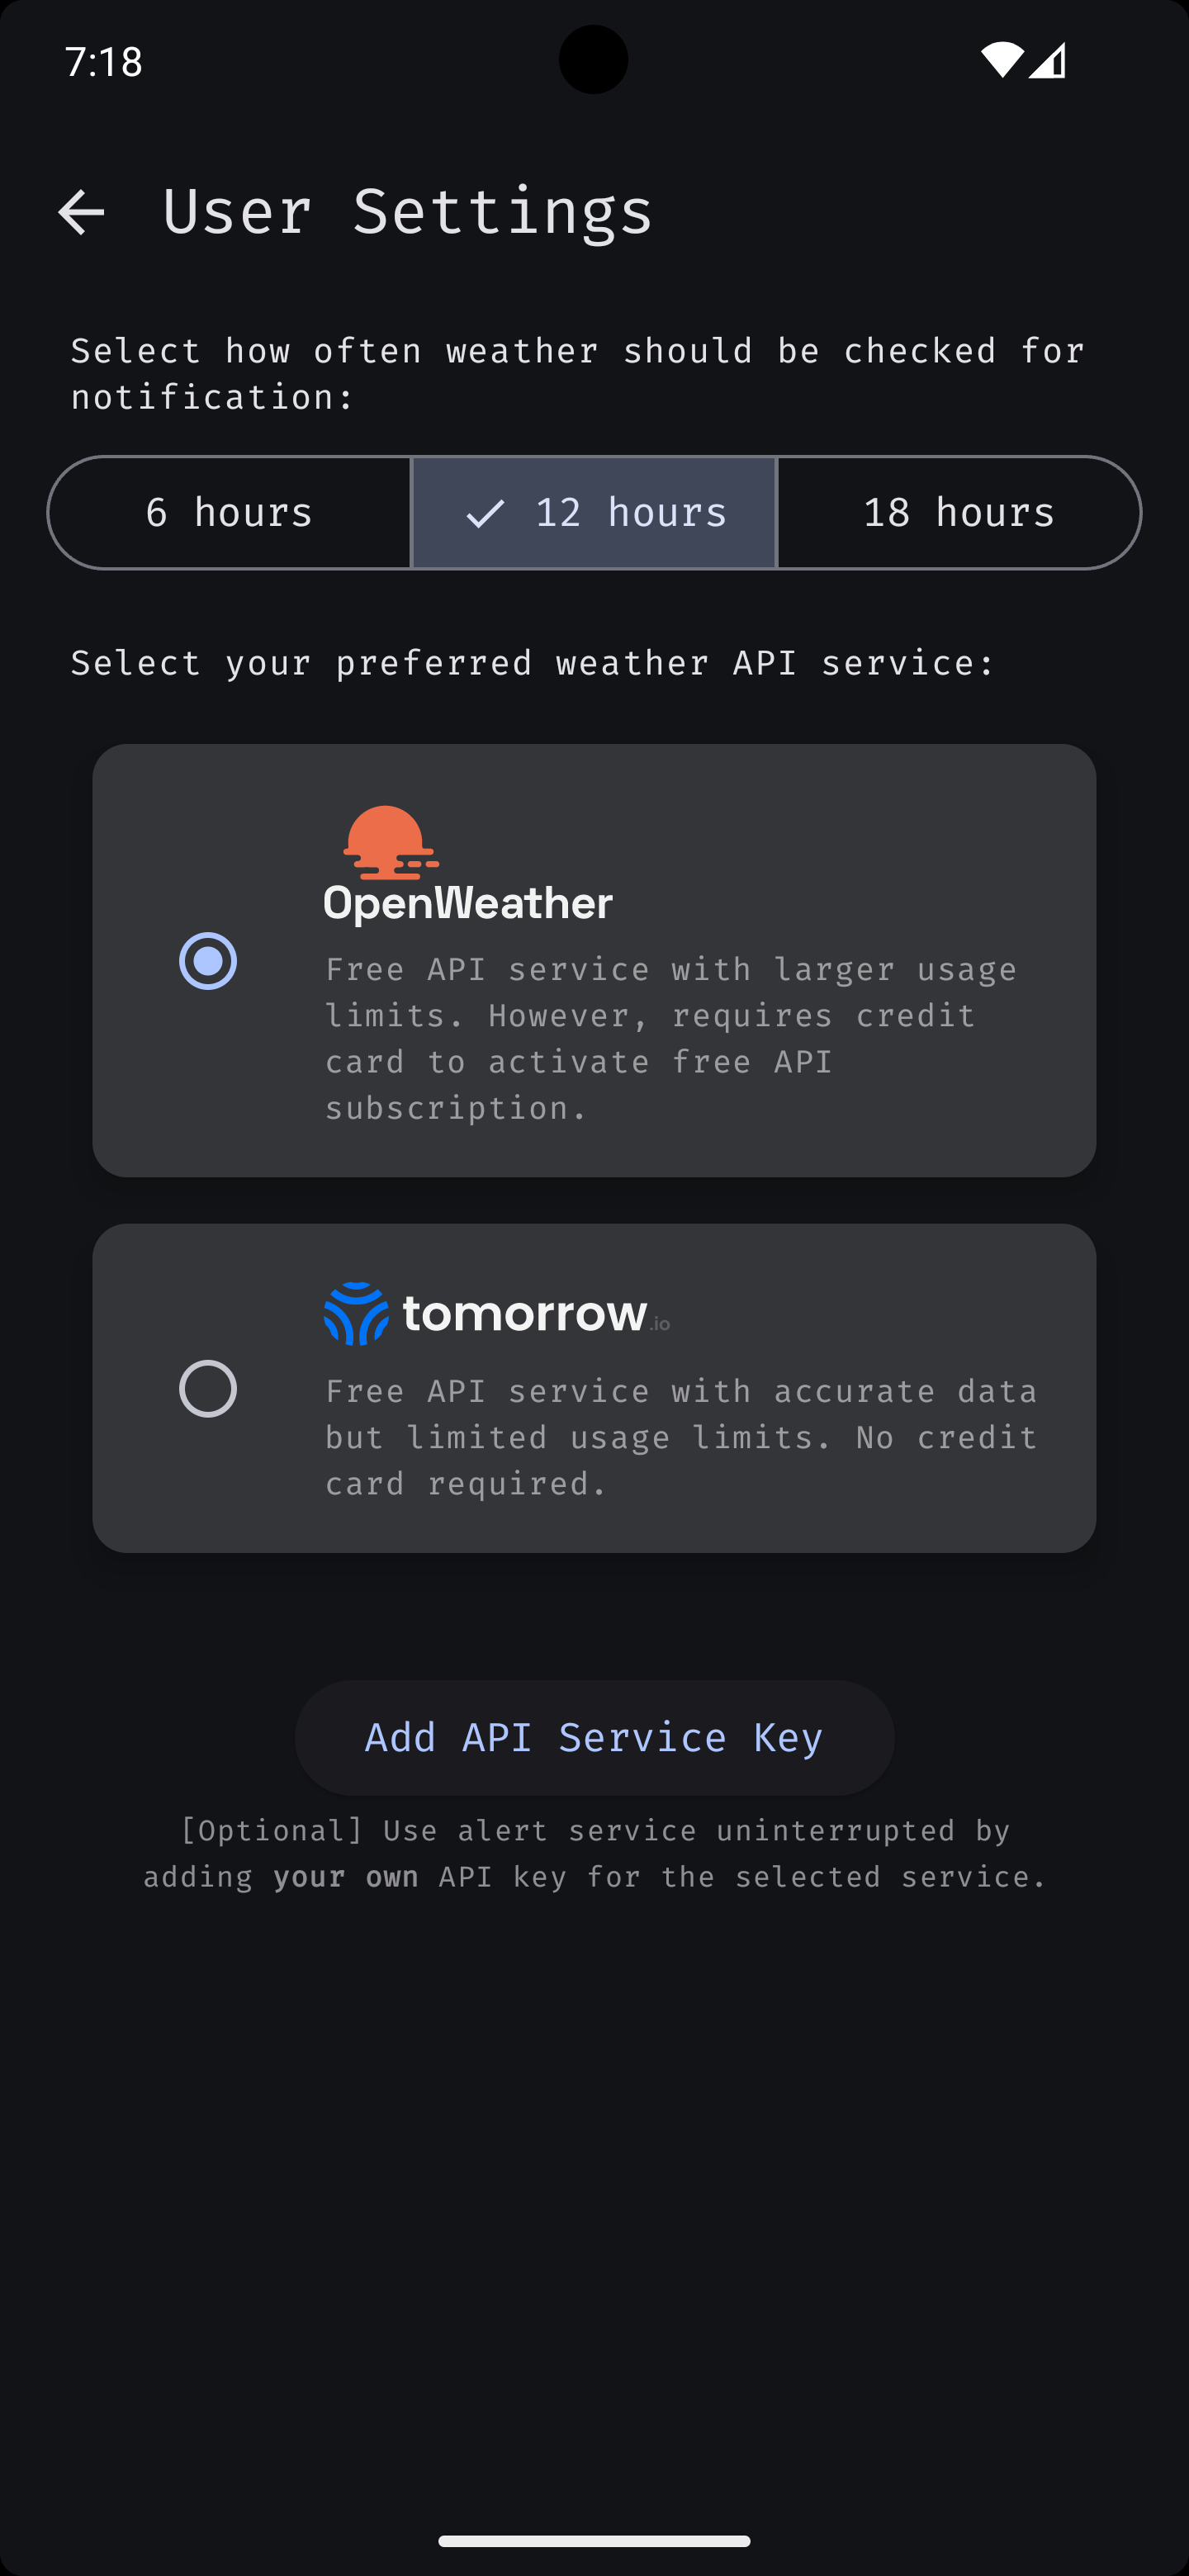 7:18
User Settings
Select how often weather should be checked for
notification:
6 hours
12 hours
18 hours
Select your preferred weather API service:
OpenWeather
Free API service with larger usage
limits. However, requires credit
card to activate free API
subscription.
tomorrow.io
Free API service with accurate data
but limited usage limits. No credit
card required.
Add API Service Key
[Optional] Use alert service uninterrupted by
adding your own API key for the selected service.